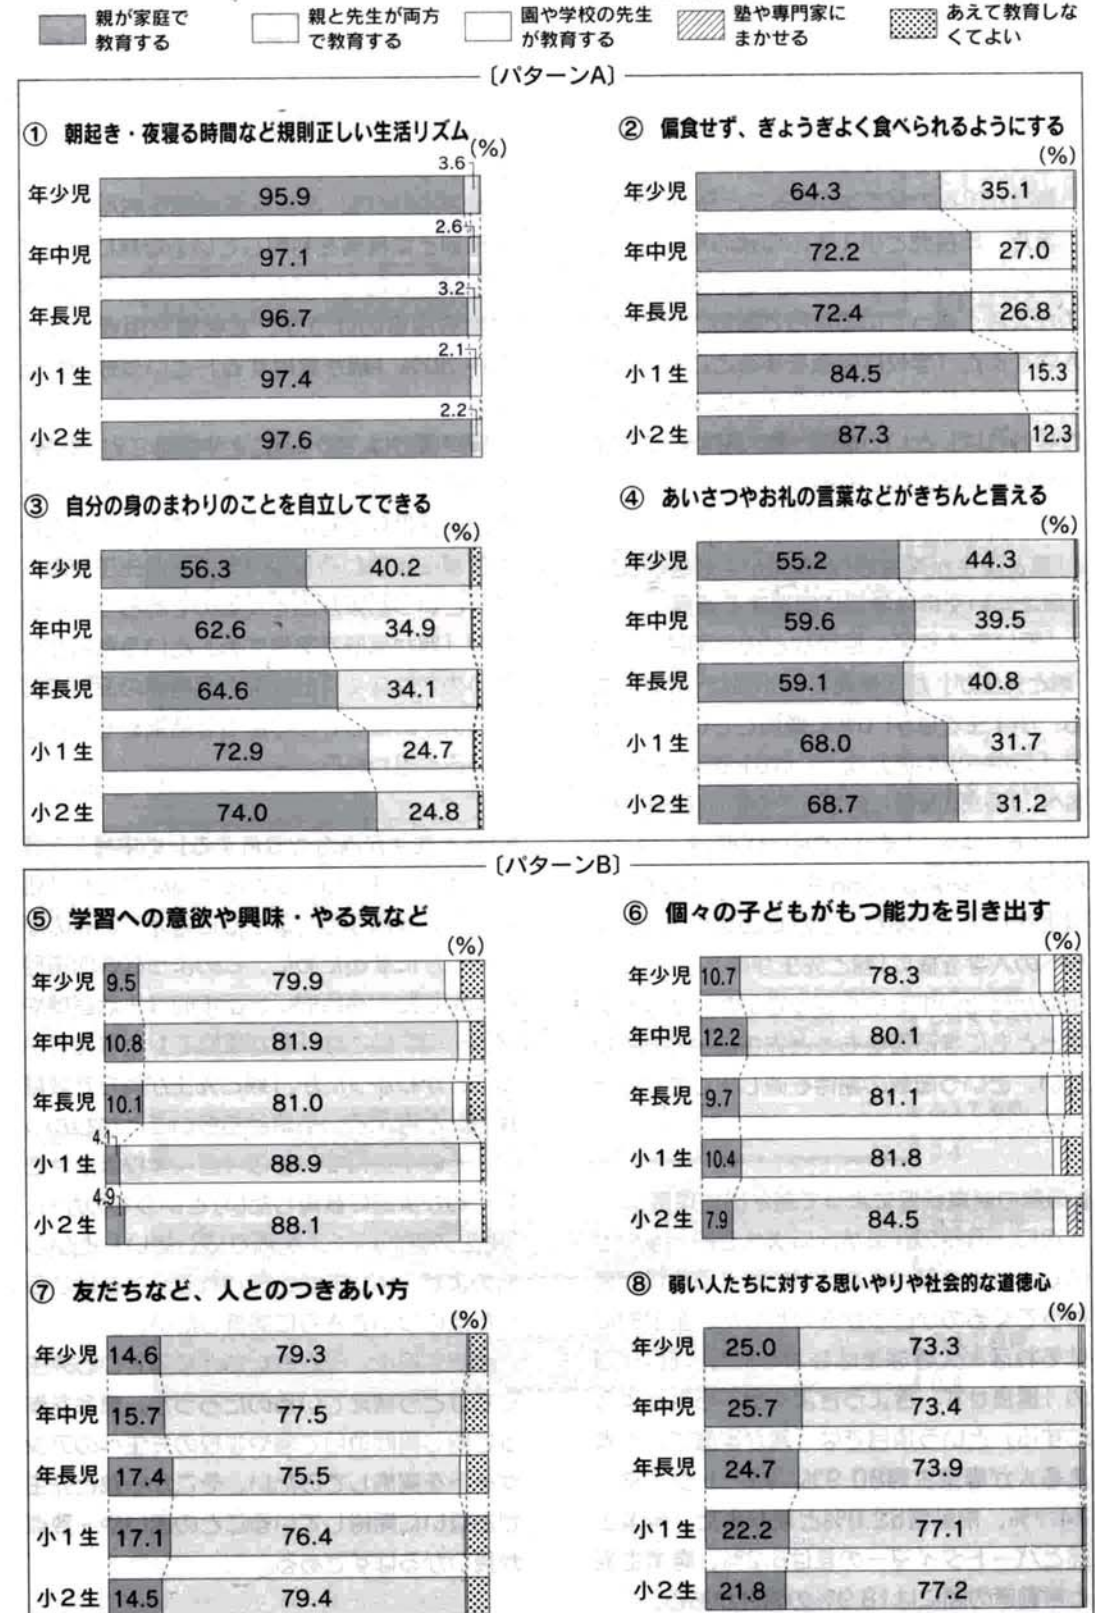 親が家庭で
教育する
親と先生が両方
で教育する
園や学校の先生
が教育する
塾や専門家に
まかせる
あえて教育しな
くてよい
〔パターンA〕
① 朝起き・夜寝る時間など規則正しい生活リズム
(%)
3.6
年少児 95.9
2.6
年中児 97.1
3.2
年長児 96.7
2.1
小1生 97.4
2.2
小2生 97.6
② 偏食せず、ぎょうぎよく食べられるようにする
(%)
年少児 64.3 35.1
年中児 72.2 27.0
年長児 72.4 26.8
小1生 84.5 15.3
小2生 87.3 12.3
③ 自分の身のまわりのことを自立してできる
(%)
年少児 56.3 40.2
年中児 62.6 34.9
年長児 64.6 34.1
小1生 72.9 24.7
小2生 74.0 24.8
④ あいさつやお礼の言葉などがきちんと言える
(%)
年少児 55.2 44.3
年中児 59.6 39.5
年長児 59.1 40.8
小1生 68.0 31.7
小2生 68.7 31.2
〔パターンB〕
⑤ 学習への意欲や興味・やる気など
(%)
年少児 9.5 79.9
年中児 10.8 81.9
年長児 10.1 81.0
4.1
小1生 88.9
4.9
小2生 88.1
⑥ 個々の子どもがもつ能力を引き出す
(%)
年少児 10.7 78.3
年中児 12.2 80.1
年長児 9.7 81.1
小1生 10.4 81.8
小2生 7.9 84.5
⑦ 友だちなど、人とのつきあい方
(%)
年少児 14.6 79.3
年中児 15.7 77.5
年長児 17.4 75.5
小1生 17.1 76.4
小2生 14.5 79.4
⑧ 弱い人たちに対する思いやりや社会的な道徳心
(%)
年少児 25.0 73.3
年中児 25.7 73.4
年長児 24.7 73.9
小1生 22.2 77.1
小2生 21.8 77.2